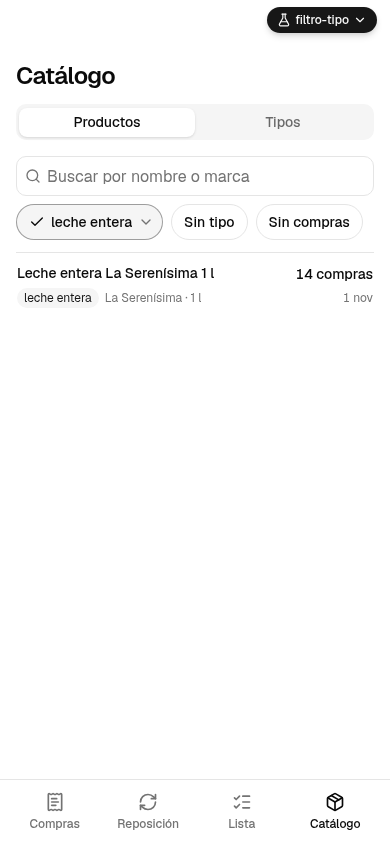 filtro-tipo
Catálogo
Productos
Tipos
Buscar por nombre o marca
leche entera
Sin tipo
Sin compras
Leche entera La Serenísima 1 l
14 compras
leche entera
La Serenísima · 1 l
1 nov
Compras
Reposición
Lista
Catálogo